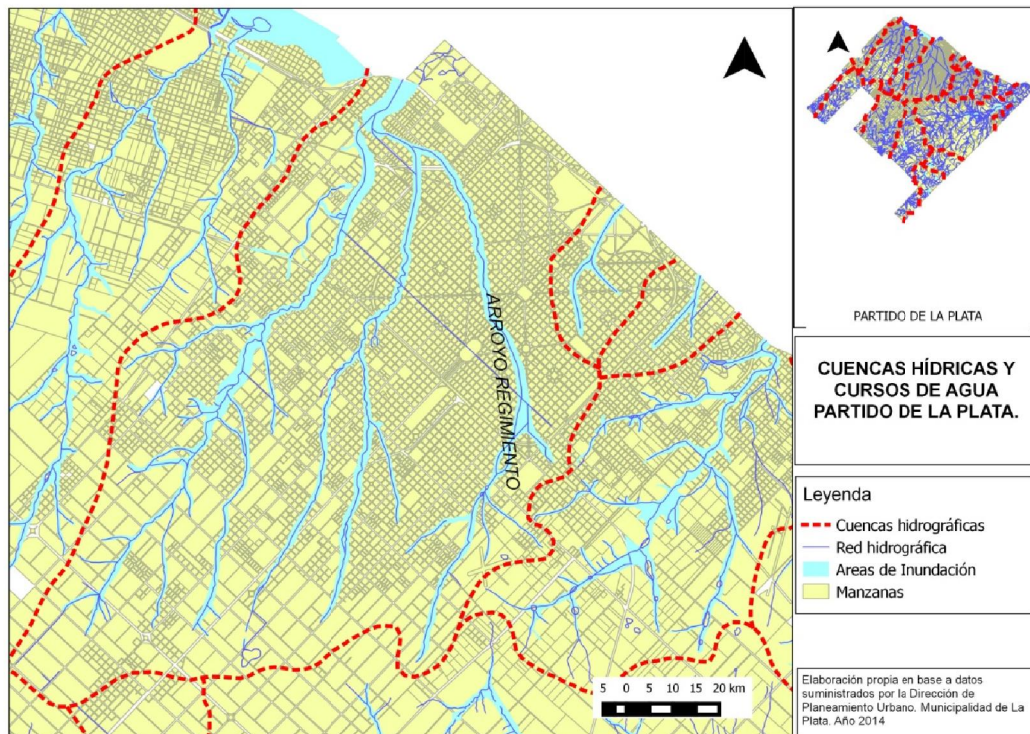 ARROYO REGIMIENTO
5 0 5 10 15 20 km
PARTIDO DE LA PLATA
CUENCAS HÍDRICAS Y
CURSOS DE AGUA
PARTIDO DE LA PLATA.
Leyenda
Cuencas hidrográficas
Red hidrográfica
Areas de Inundación
Manzanas
Elaboración propia en base a datos
suministrados por la Dirección de
Planeamiento Urbano. Municipalidad de La
Plata. Año 2014